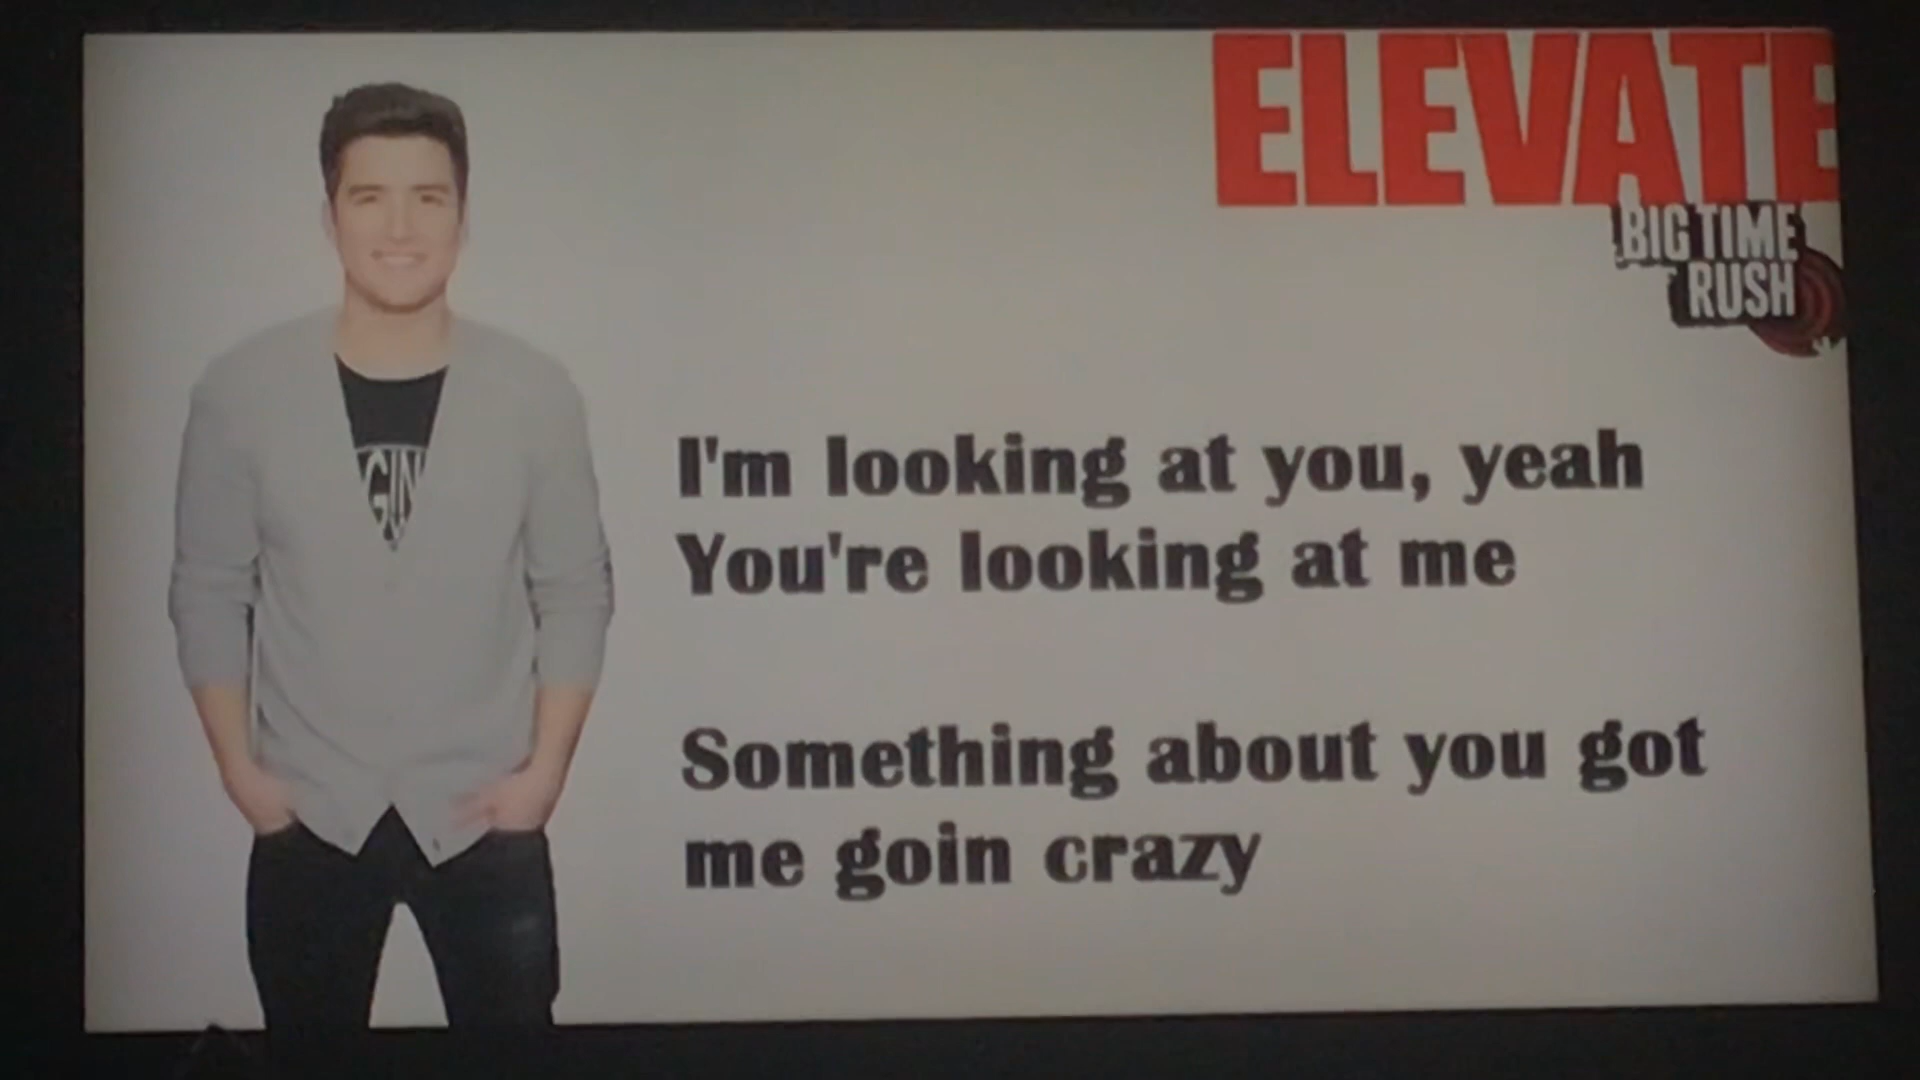 ELEVATE
BIG TIME
RUSH
GIN
I'm looking at you, yeah
You're looking at me
Something about you got
me goin crazy